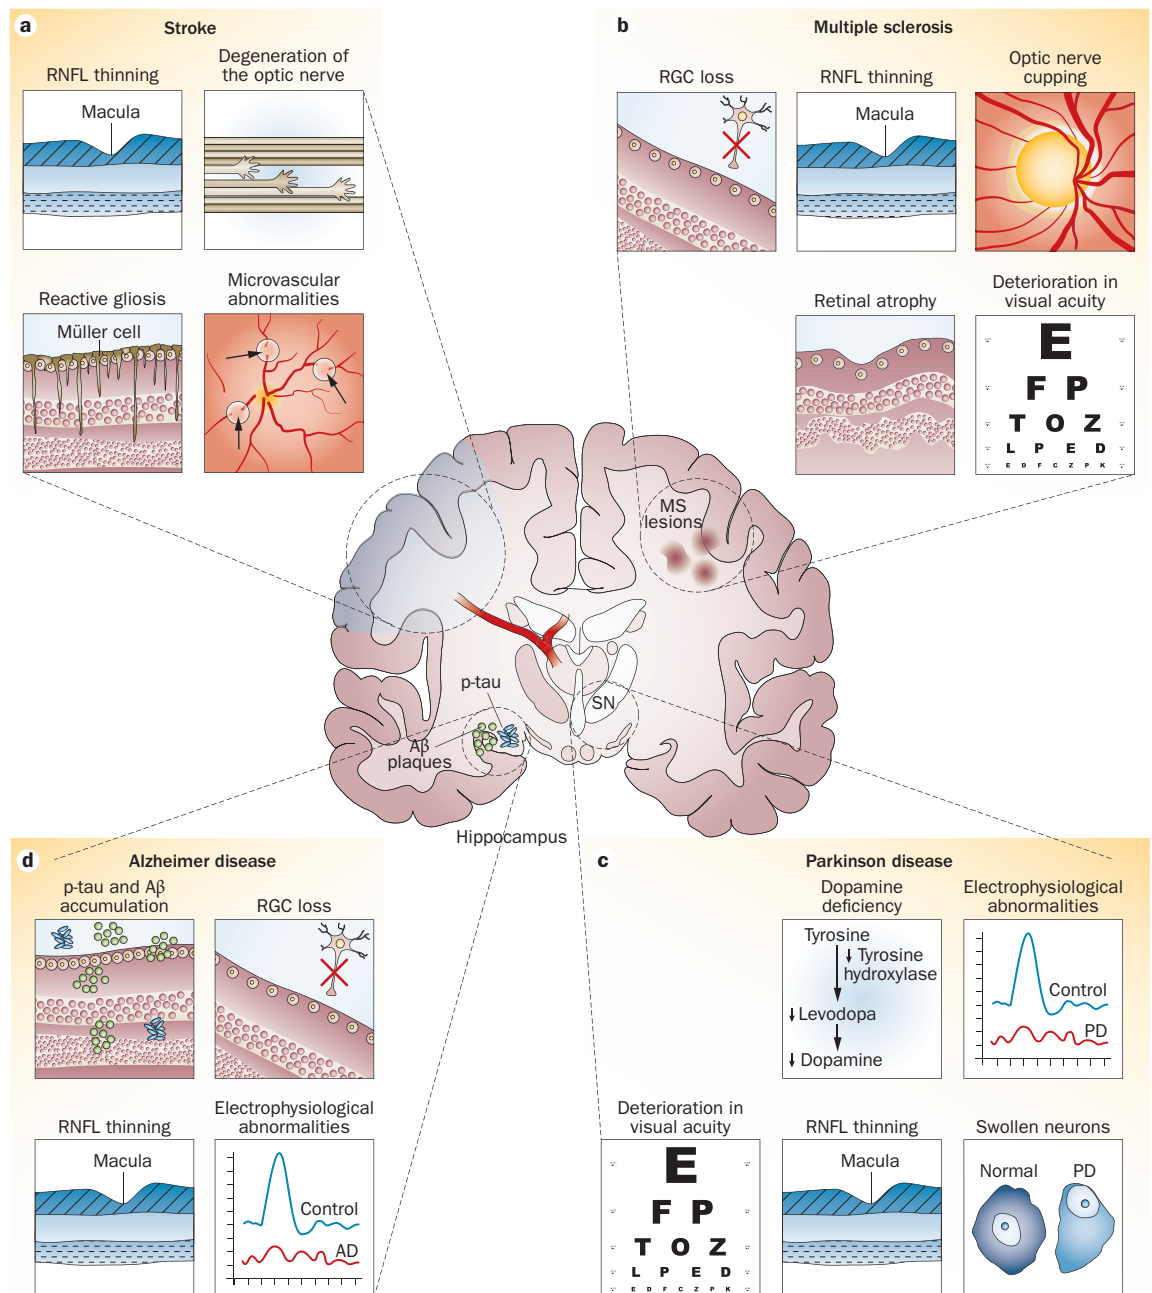 a
Stroke
RNFL thinning
Macula
Degeneration of
the optic nerve
Reactive gliosis
Müller cell
Microvascular
abnormalities
b
Multiple sclerosis
RGC loss
RNFL thinning
Macula
Optic nerve
cupping
Retinal atrophy
Deterioration in
visual acuity
E
F P
T O Z
L P E D
E D F C Z P K
MS
lesions
p-tau
SN
Aβ
plaques
Hippocampus
d
Alzheimer disease
p-tau and Aβ
accumulation
RGC loss
RNFL thinning
Macula
Electrophysiological
abnormalities
Control
AD
c
Parkinson disease
Dopamine
deficiency
Tyrosine
Tyrosine
hydroxylase
Levodopa
Dopamine
Electrophysiological
abnormalities
Control
PD
Deterioration in
visual acuity
E
F P
T O Z
L P E D
E D F C Z P K
RNFL thinning
Macula
Swollen neurons
Normal
PD